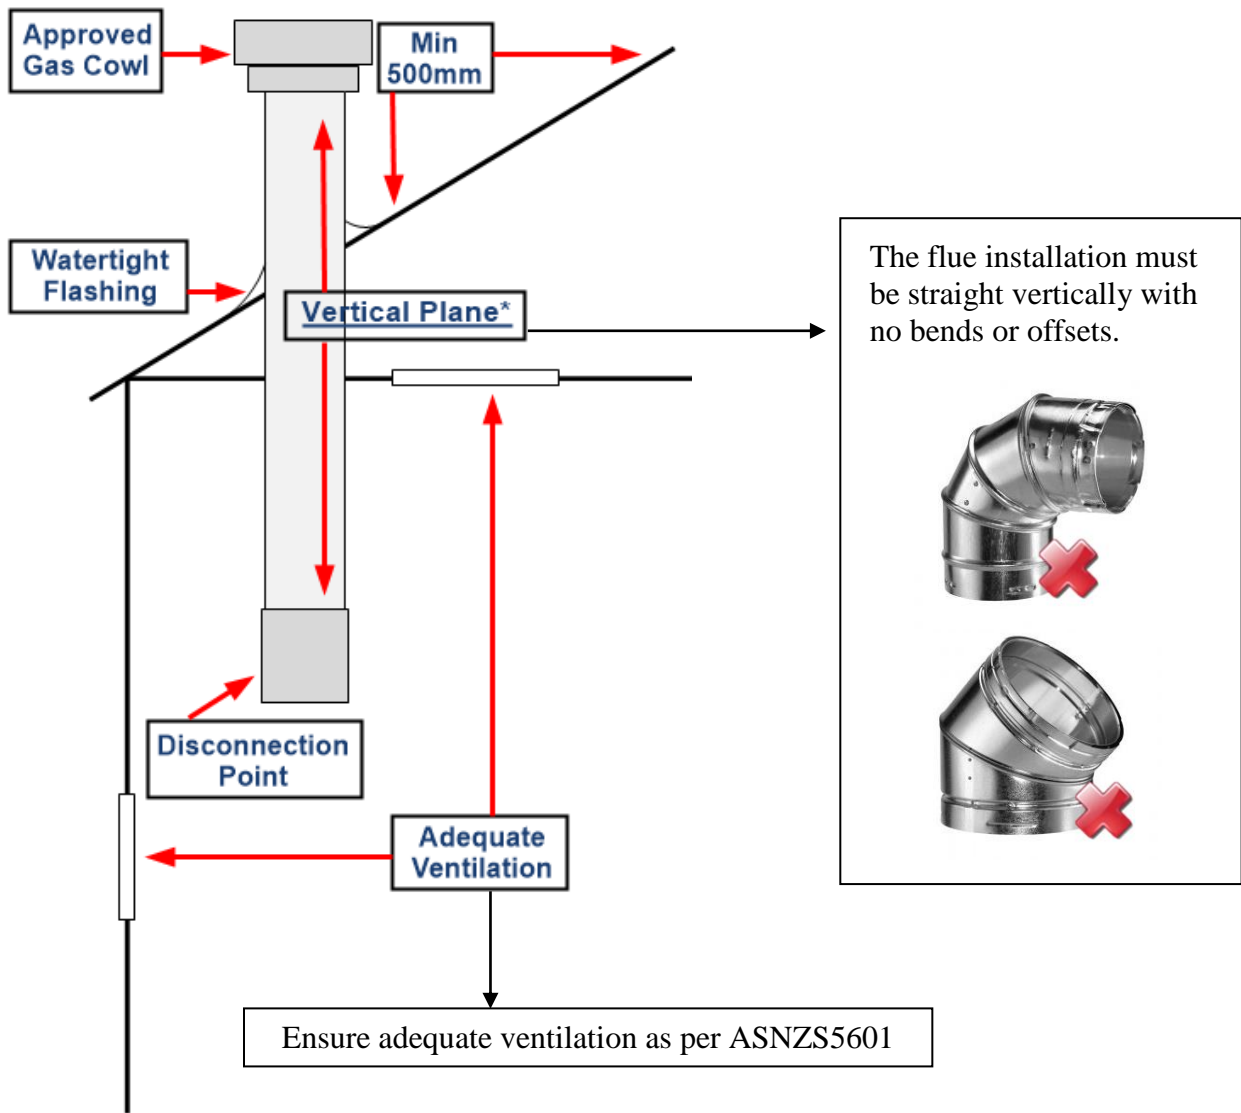 Approved
Gas Cowl
Min
500mm
Watertight
Flashing
Vertical Plane*
The flue installation must
be straight vertically with
no bends or offsets.
Disconnection
Point
Adequate
Ventilation
Ensure adequate ventilation as per ASNZS5601